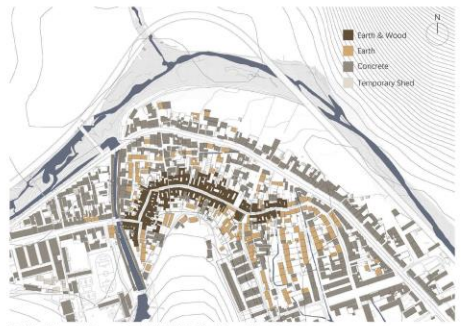 N
Earth & Wood
Earth
Concrete
Temporary Shed